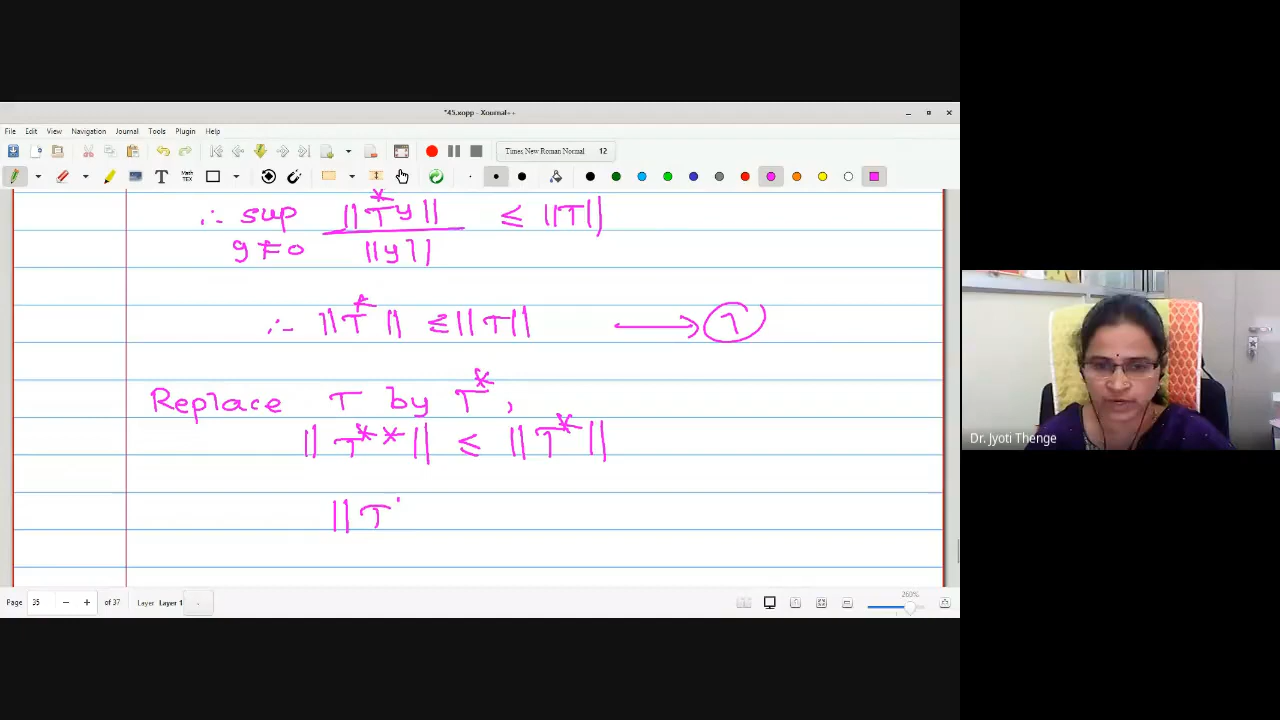 *45.xopp - Xournal++
File Edit View Navigation Journal Tools Plugin Help
Times New Roman Normal 12
∴ sup ||T*y|| / ||y|| ≤ ||T||
y≠0
∴ ||T*|| ≤ ||T|| → ①
Replace T by T*,
||T**|| ≤ ||T*||
||T
Dr. Jyoti Thenge
Page 35 of 37 Layer Layer 1
260%